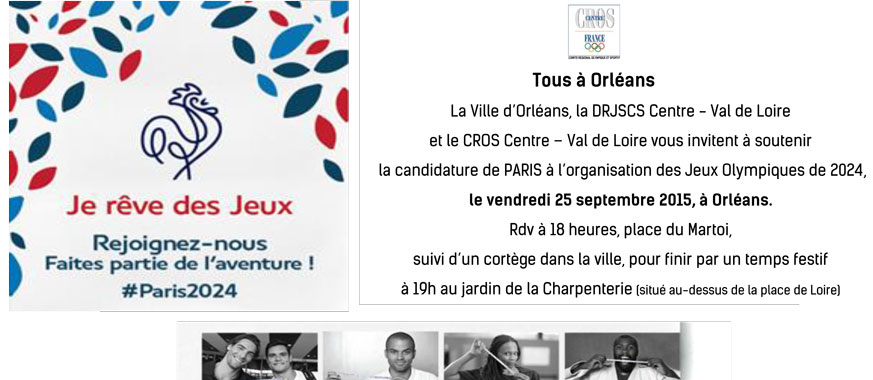 Je rêve des Jeux
Rejoignez-nous
Faites partie de l'aventure !
#Paris2024
CROS
CENTRE
FRANCE
COMITE REGIONAL OLYMPIQUE ET SPORTIF
Tous à Orléans
La Ville d'Orléans, la DRJSCS Centre - Val de Loire
et le CROS Centre – Val de Loire vous invitent à soutenir
la candidature de PARIS à l'organisation des Jeux Olympiques de 2024,
le vendredi 25 septembre 2015, à Orléans.
Rdv à 18 heures, place du Martoi,
suivi d'un cortège dans la ville, pour finir par un temps festif
à 19h au jardin de la Charpenterie (situé au-dessus de la place de Loire)